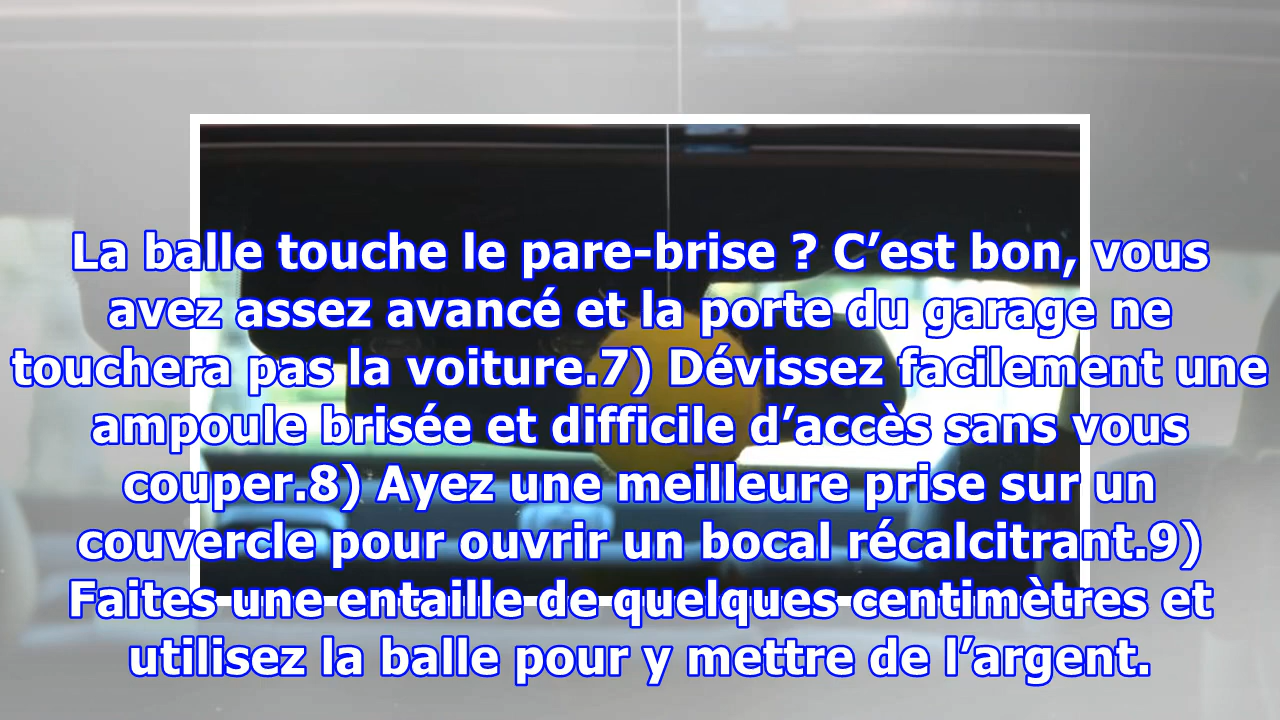 La balle touche le pare-brise ? C’est bon, vous
avez assez avancé et la porte du garage ne
touchera pas la voiture.7) Dévissez facilement une
ampoule brisée et difficile d’accès sans vous
couper.8) Ayez une meilleure prise sur un
couvercle pour ouvrir un bocal récalcitrant.9)
Faites une entaille de quelques centimètres et
utilisez la balle pour y mettre de l’argent.